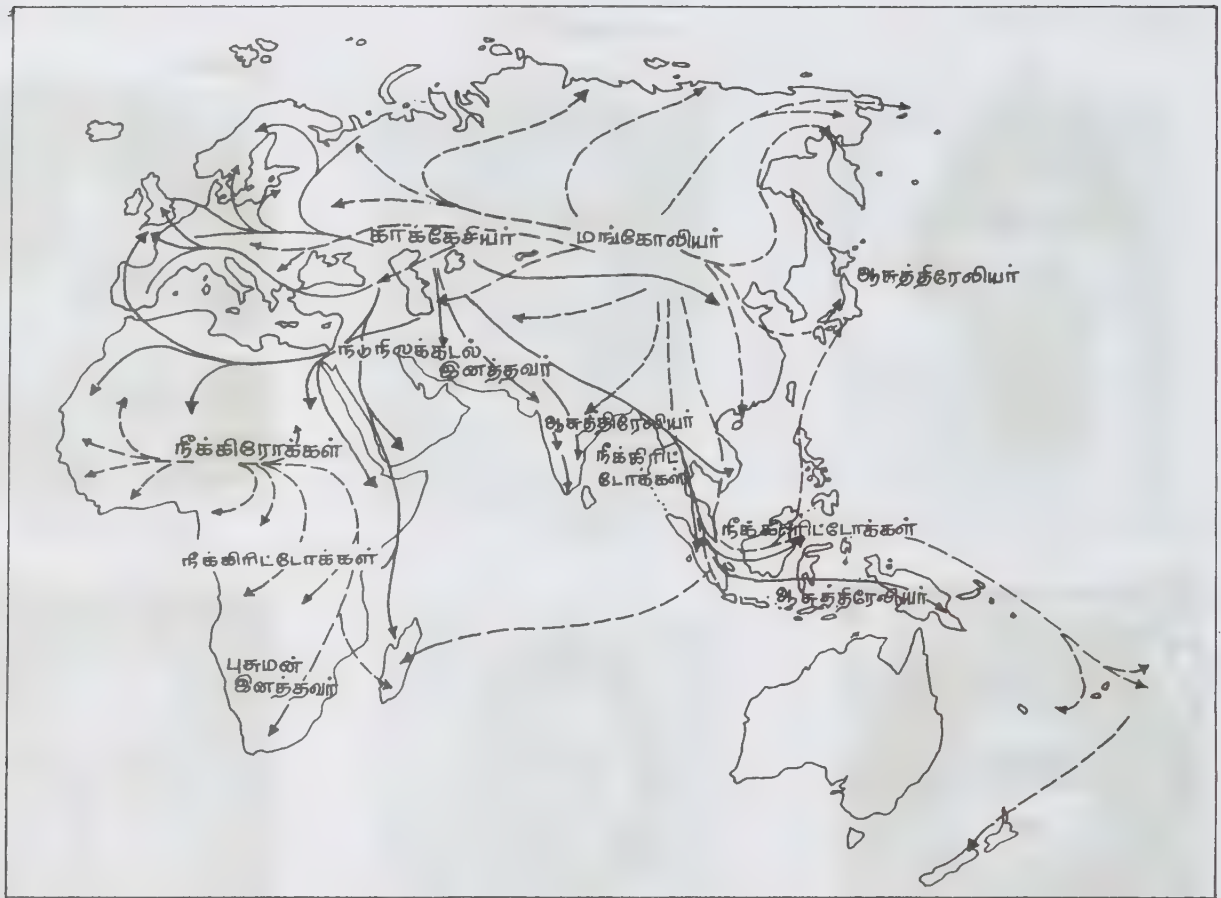 காக்கேசியர்
மங்கோலியர்
ஆசுத்திரேலியர்
நடுநிலக்கடல்
இனத்தவர்
ஆசுத்திரேலியர்
நீக்கிரிட்
டோக்கள்
நீக்கிரோக்கள்
நீக்கிரிட்டோக்கள்
நீக்கிரிட்டோக்கள்
ஆசுத்திரேலியர்
புசுமன்
இனத்தவர்